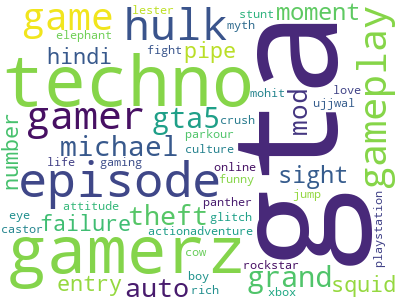 lester
myth
stunt
game
hulk
moment
elephant
fight
pipe
hindi
love
mohit
ujjwal
techno
gta
mod
gameplay
gamer
gta5
crush
parkour
number
michael
culture
life
gaming
online
sight
episode
funny
panther
playstation
eye
attitude
theft
glitch
jump
castor
failure
actionadventure
gamerz
cow
rockstar
grand
entry
auto
boy
rich
xbox
squid